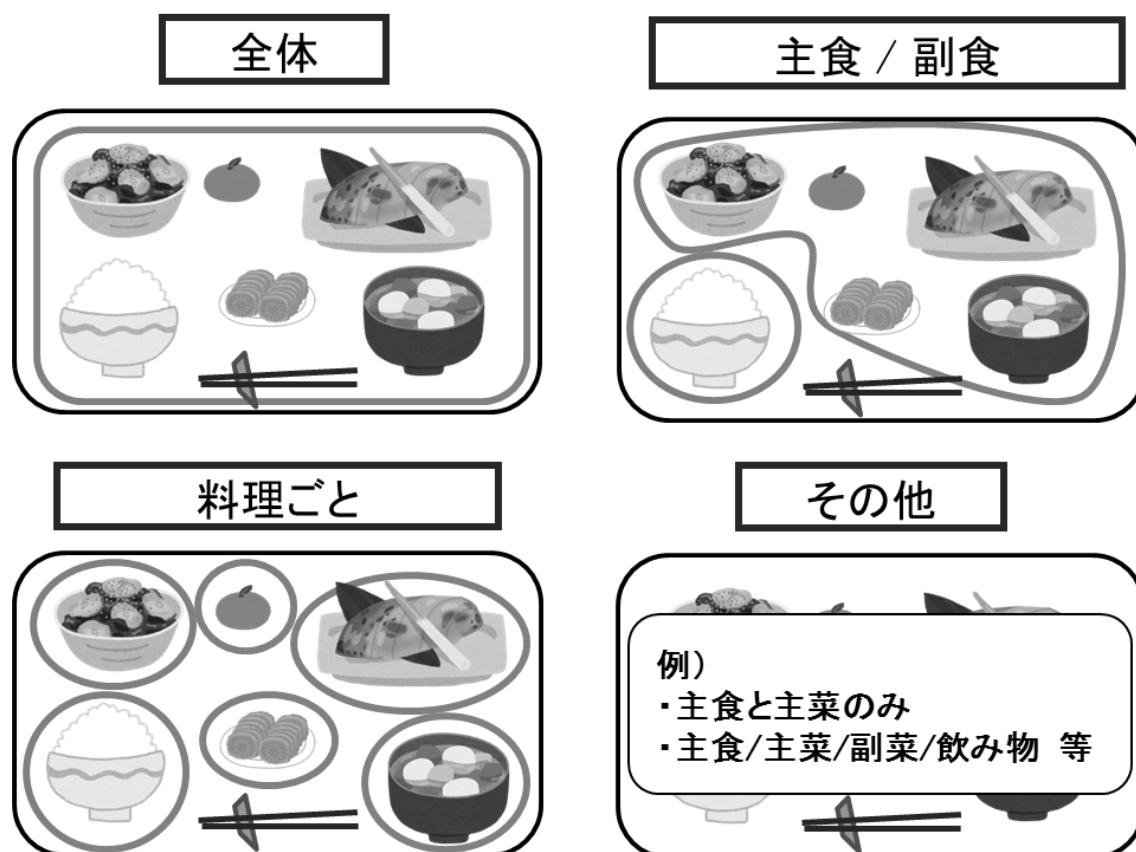 全体
主食 / 副食
料理ごと
その他
例）
・主食と主菜のみ
・主食/主菜/副菜/飲み物 等